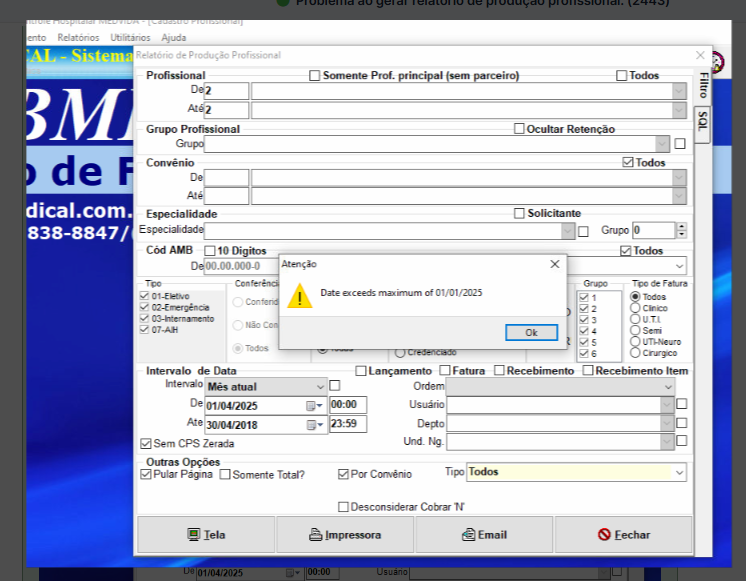 Problema ao gerar relatório de produção profissional. (2443)
ntrole Hospitalar MEDVIDA - [Cadastro Profissional]
ento Relatórios Utilitários Ajuda
AL - Sistema
BM
o de F
dical.com.
838-8847/
Relatório de Produção Profissional
Profissional Somente Prof. principal (sem parceiro) Todos
De 2
Até 2
Filtro
SQL
Grupo Profissional Ocultar Retenção
Grupo
Convênio Todos
De
Até
Especialidade Solicitante
Especialidade Grupo 0
Cód AMB 10 Digitos Todos
De 00.00.000-0
Atenção
Date exceeds maximum of 01/01/2025
Ok
Tipo Conferênci Grupo Tipo de Fatura
01-Eletivo
02-Emergência
03-Internamento
07-AIH
Conferid
Não Con
Todos
Todos
Credenciado
1
2
3
4
5
6
Todos
Clinico
U.T.I.
Semi
UTI-Neuro
Cirurgico
Intervalo de Data Lançamento Fatura Recebimento Recebimento Item
Intervalo Mês atual Ordem
De 01/04/2025 00:00 Usuário
Ate 30/04/2018 23:59 Depto
Sem CPS Zerada Und. Ng.
Outras Opções
Pular Página Somente Total? Por Convênio Tipo Todos
Desconsiderar Cobrar 'N'
Tela Impressora Email Fechar
De 01/04/2025 00:00 Usuário